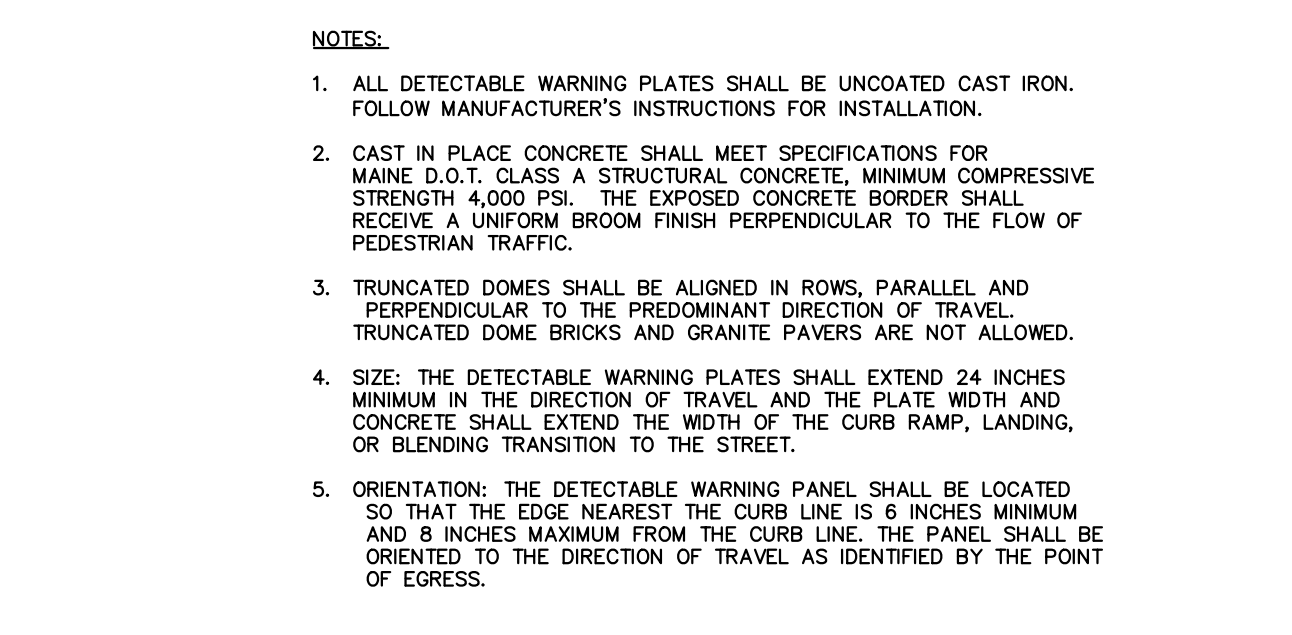 NOTES:
1. ALL DETECTABLE WARNING PLATES SHALL BE UNCOATED CAST IRON.
FOLLOW MANUFACTURER'S INSTRUCTIONS FOR INSTALLATION.
2. CAST IN PLACE CONCRETE SHALL MEET SPECIFICATIONS FOR
MAINE D.O.T. CLASS A STRUCTURAL CONCRETE, MINIMUM COMPRESSIVE
STRENGTH 4,000 PSI. THE EXPOSED CONCRETE BORDER SHALL
RECEIVE A UNIFORM BROOM FINISH PERPENDICULAR TO THE FLOW OF
PEDESTRIAN TRAFFIC.
3. TRUNCATED DOMES SHALL BE ALIGNED IN ROWS, PARALLEL AND
PERPENDICULAR TO THE PREDOMINANT DIRECTION OF TRAVEL.
TRUNCATED DOME BRICKS AND GRANITE PAVERS ARE NOT ALLOWED.
4. SIZE: THE DETECTABLE WARNING PLATES SHALL EXTEND 24 INCHES
MINIMUM IN THE DIRECTION OF TRAVEL AND THE PLATE WIDTH AND
CONCRETE SHALL EXTEND THE WIDTH OF THE CURB RAMP, LANDING,
OR BLENDING TRANSITION TO THE STREET.
5. ORIENTATION: THE DETECTABLE WARNING PANEL SHALL BE LOCATED
SO THAT THE EDGE NEAREST THE CURB LINE IS 6 INCHES MINIMUM
AND 8 INCHES MAXIMUM FROM THE CURB LINE. THE PANEL SHALL BE
ORIENTED TO THE DIRECTION OF TRAVEL AS IDENTIFIED BY THE POINT
OF EGRESS.